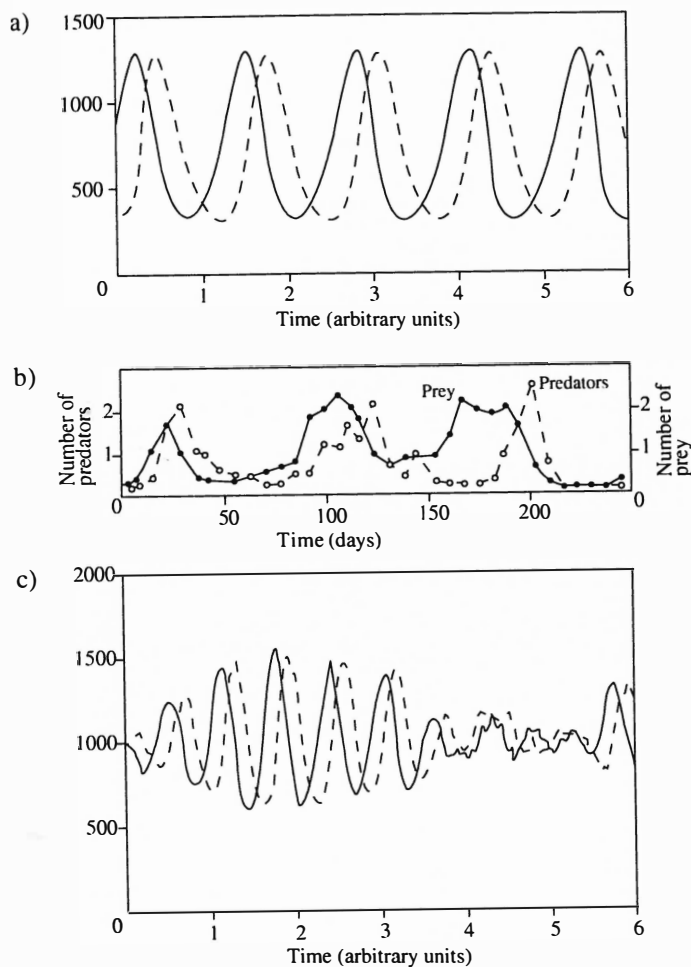 a)
1500
1000
500
0
1 2 3 4 5 6
Time (arbitrary units)
b)
Number of
predators
2
1
0
Prey
Predators
2
1
0
Number of
prey
50 100 150 200
Time (days)
c)
2000
1500
1000
500
0
1 2 3 4 5 6
Time (arbitrary units)